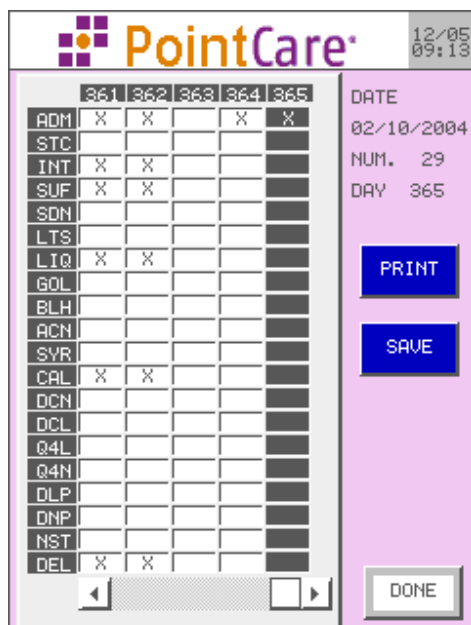 PointCare
12/05
09:13
361 362 363 364 365
ADM X X X X
STC
INT X X
SUF X X
SDN
LTS
LIQ X X
GOL
BLH
ACN
SYR
CAL X X
DCN
DCL
Q4L
Q4N
DLP
DNP
NST
DEL X X
DATE
02/10/2004
NUM. 29
DAY 365
PRINT
SAVE
DONE